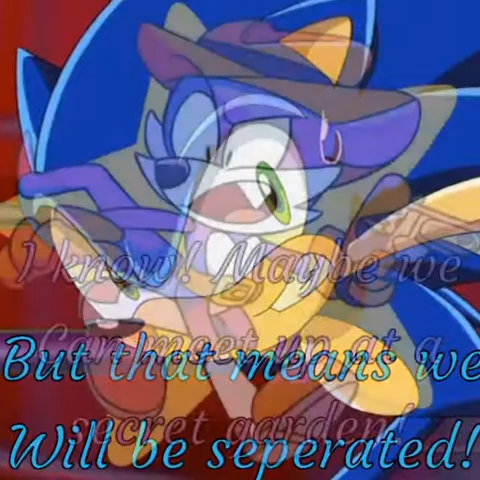 I know! Maybe we
Can meet up at a
But that means we
secret garden!
Will be seperated!